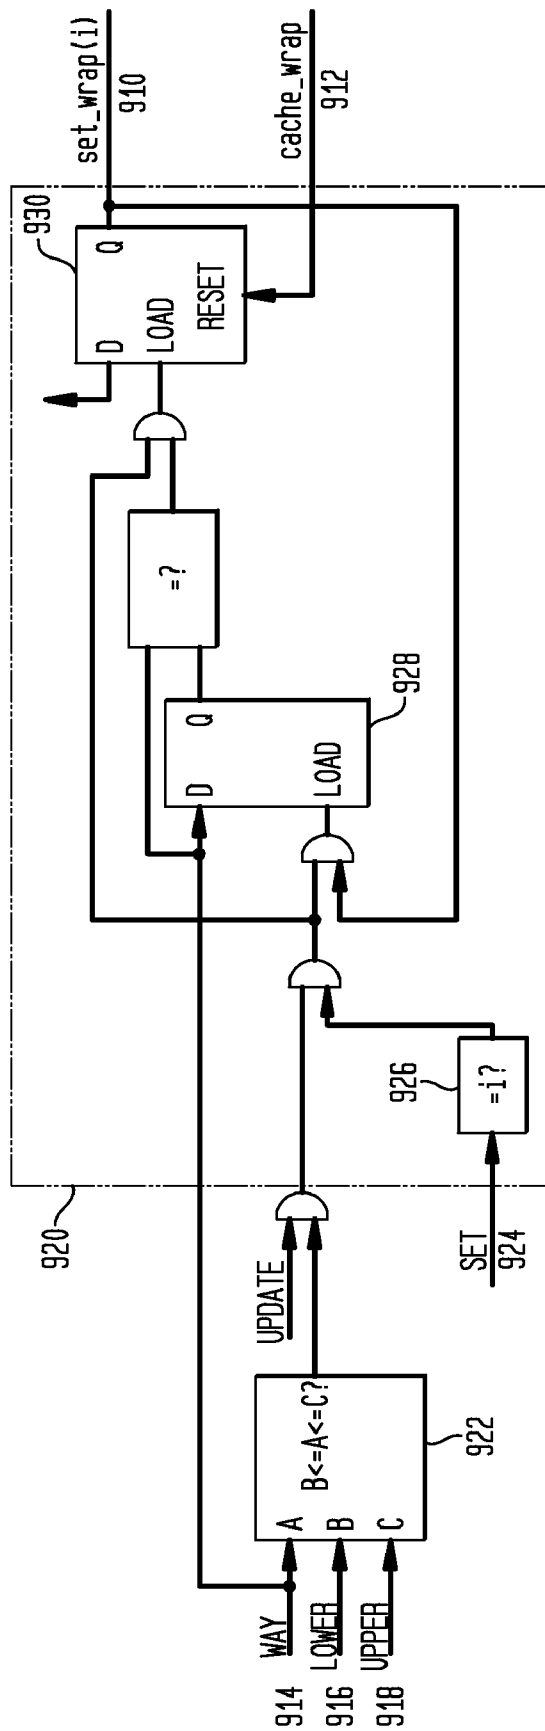 WAY
914
LOWER
916
UPPER
918
A
B
C
B<=A<=C?
922
UPDATE
920
SET
924
=i?
926
D
Q
LOAD
928
=?
D
Q
LOAD
RESET
930
set_wrap(i)
910
cache_wrap
912